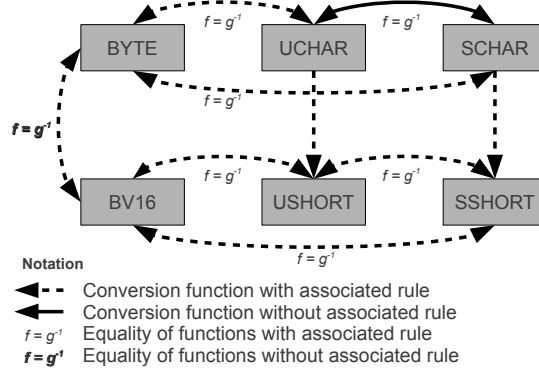 f = g⁻¹ f = g⁻¹
BYTE UCHAR SCHAR
f = g⁻¹
f = g⁻¹
BV16 USHORT SSHORT
f = g⁻¹ f = g⁻¹
f = g⁻¹
Notation
Conversion function with associated rule
Conversion function without associated rule
f = g⁻¹ Equality of functions with associated rule
f = g⁻¹ Equality of functions without associated rule